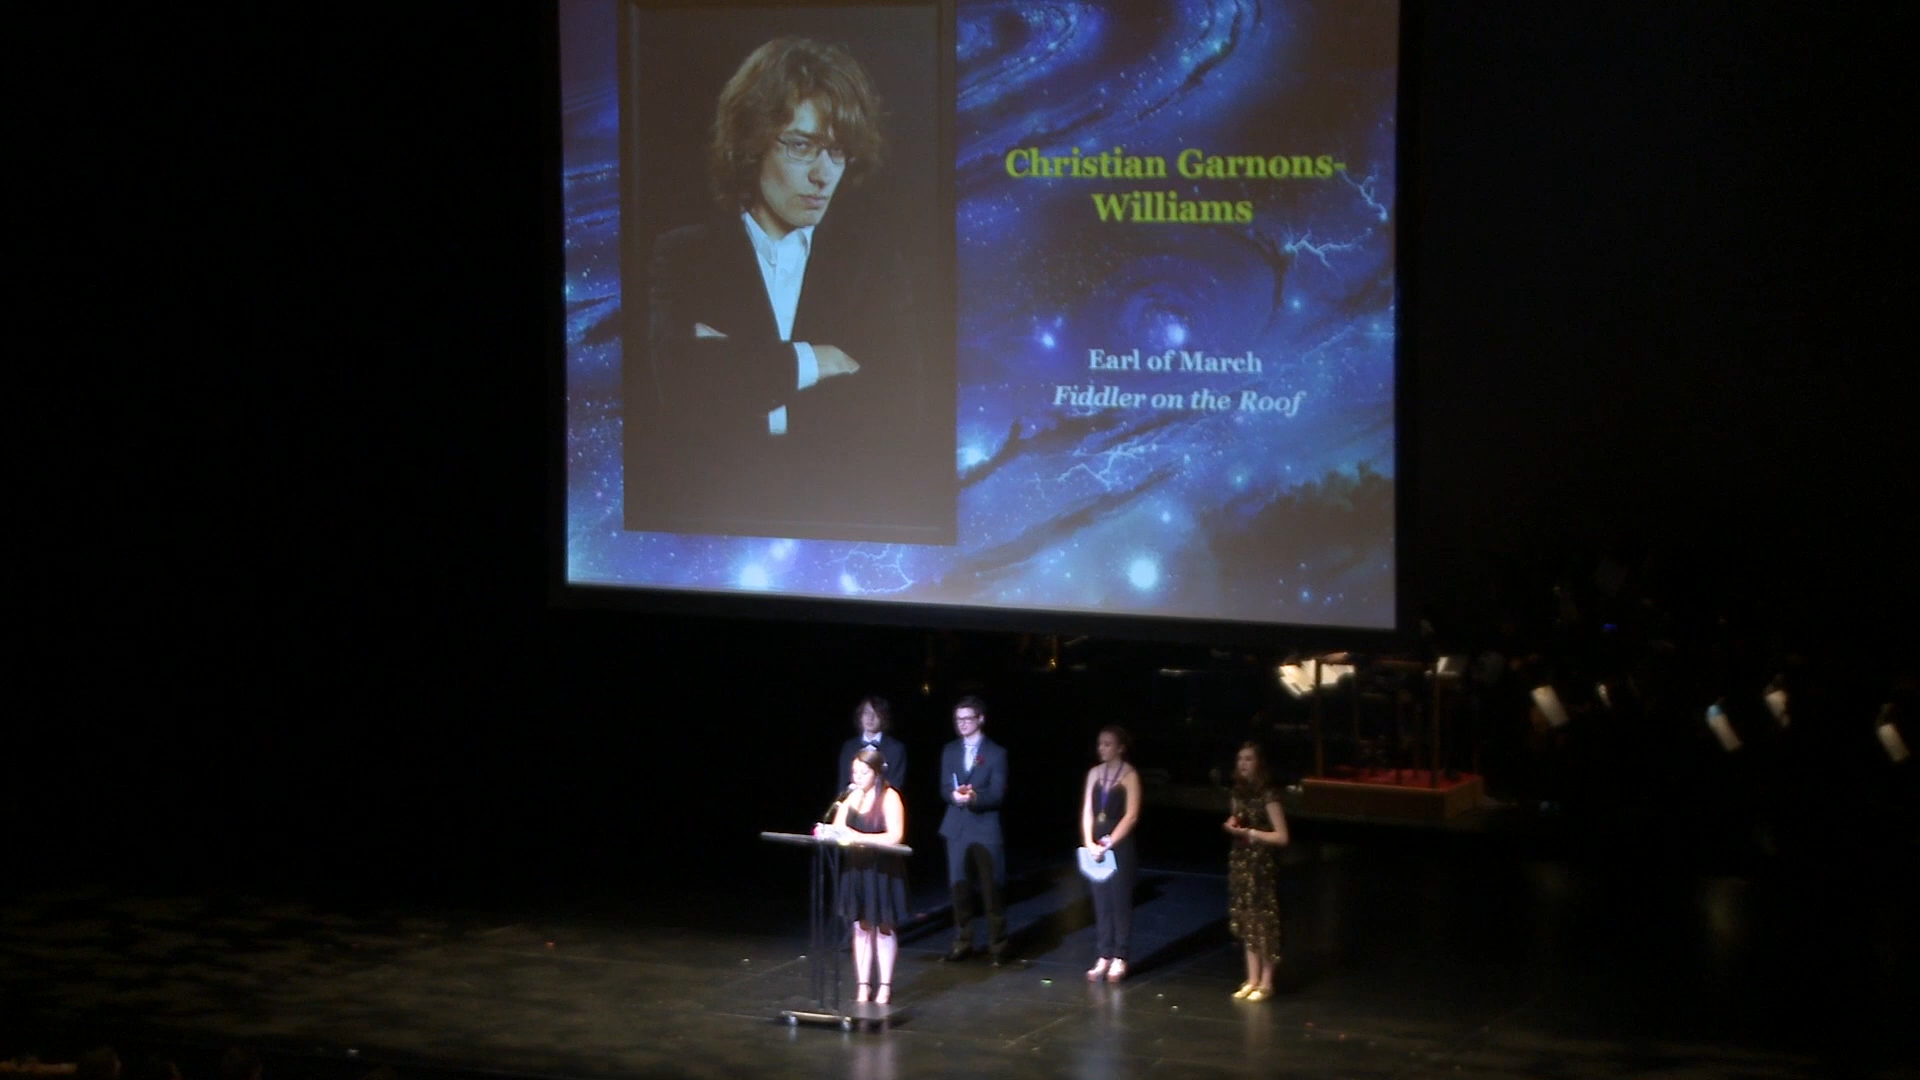 Christian Garnons-
Williams
Earl of March
Fiddler on the Roof